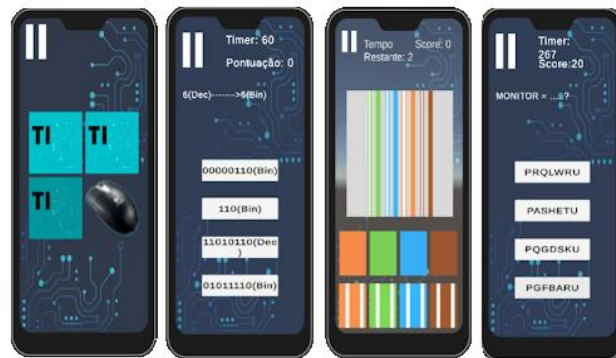 TI
TI
TI
Timer: 60
Pontuação: 0
6(Dec)------->6(Bin)
00000110(Bin)
110(Bin)
11010110(Dec
)
01011110(Bin)
Tempo
Restante: 2
Score: 0
Timer:
267
Score:20
MONITOR = .....?
PRQLWRU
PASHETU
PQGDSKU
PGFBARU